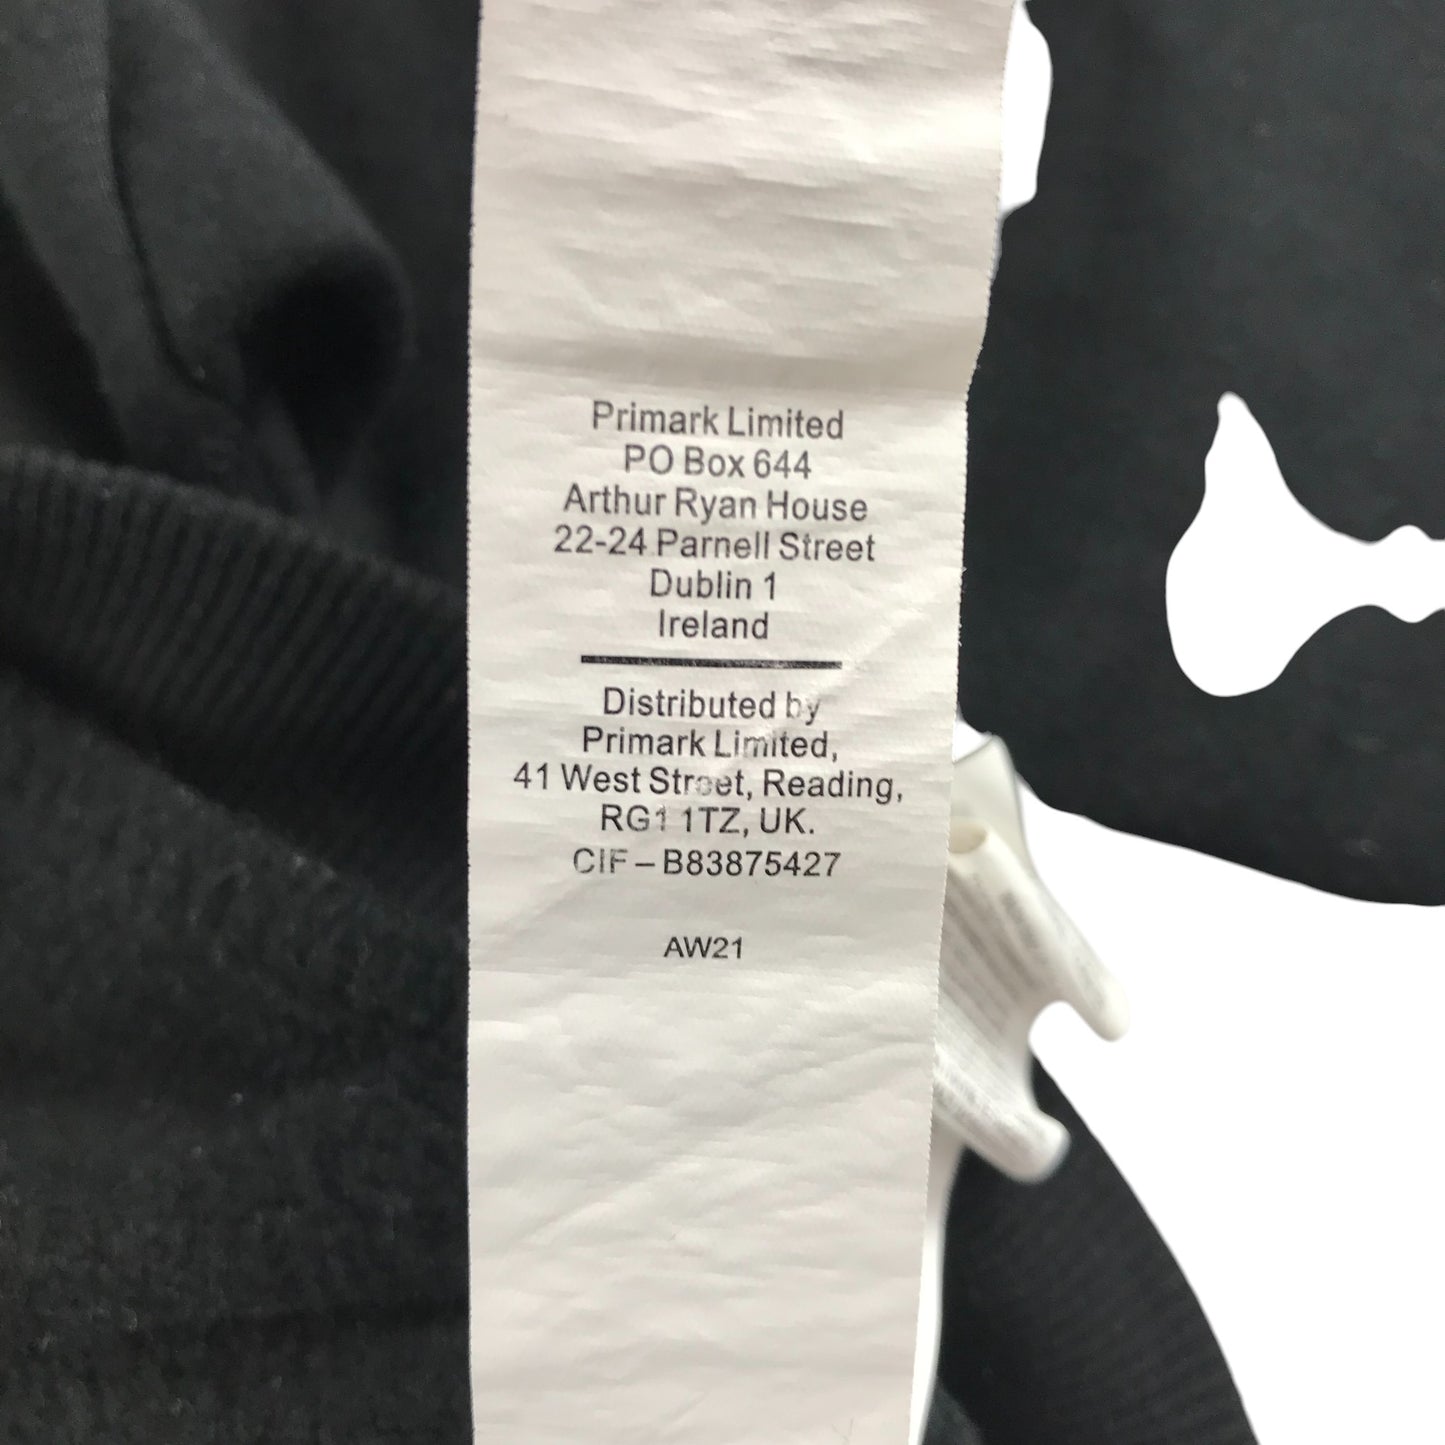 Primark Limited
PO Box 644
Arthur Ryan House
22-24 Parnell Street
Dublin 1
Ireland
Distributed by
Primark Limited,
41 West Street, Reading,
RG1 1TZ, UK.
CIF – B83875427
AW21